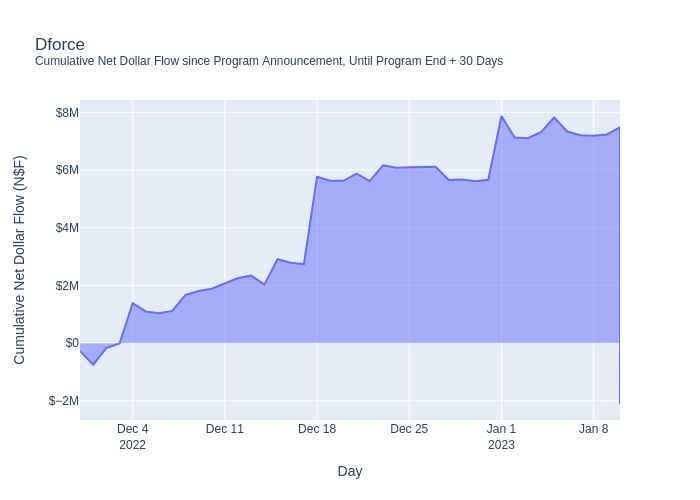 Dforce
Cumulative Net Dollar Flow since Program Announcement, Until Program End + 30 Days
Cumulative Net Dollar Flow (N$F)
$8M
$6M
$4M
$2M
$0
$−2M
Dec 4
2022
Dec 11
Dec 18
Dec 25
Jan 1
2023
Jan 8
Day